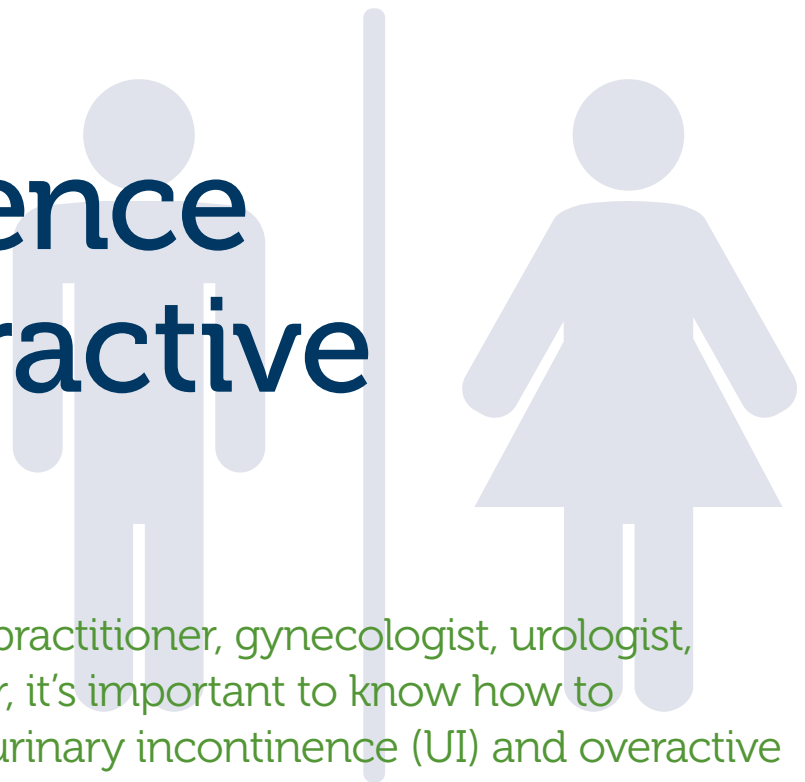 ence
ractive
practitioner, gynecologist, urologist,
r, it's important to know how to
urinary incontinence (UI) and overactive